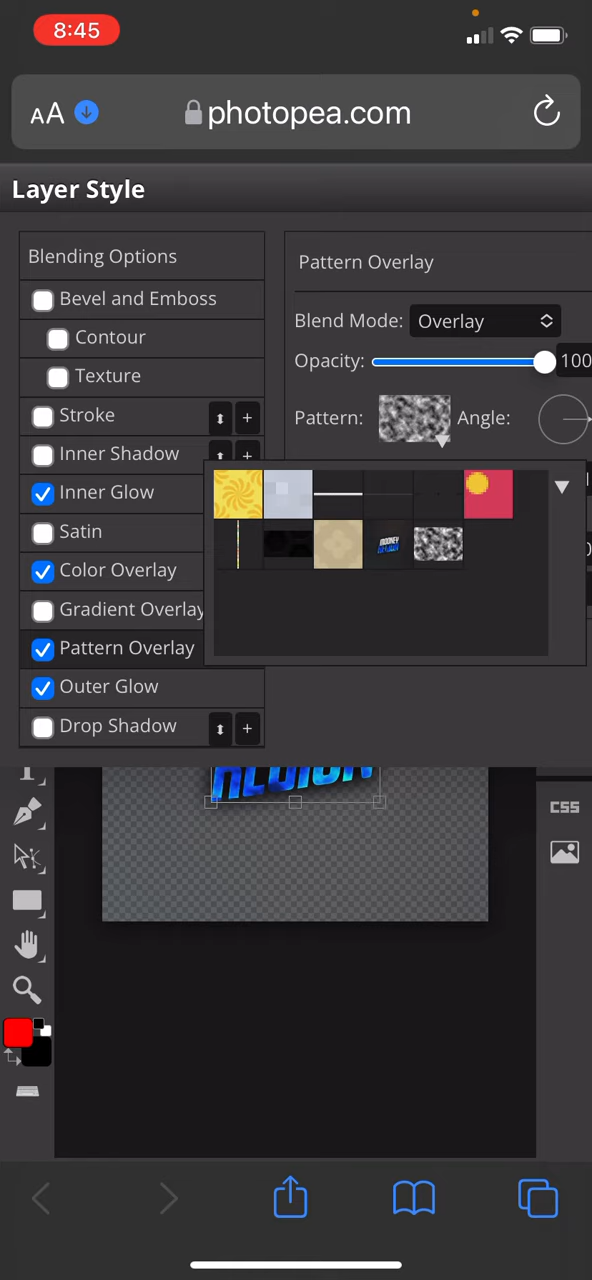 8:45
AA photopea.com
Layer Style
Blending Options
Bevel and Emboss
Contour
Texture
Stroke +
Inner Shadow +
Inner Glow
Satin
Color Overlay
Gradient Overlay
Pattern Overlay
Outer Glow
Drop Shadow +
Pattern Overlay
Blend Mode: Overlay
Opacity: 100
Pattern: Angle:
CSS